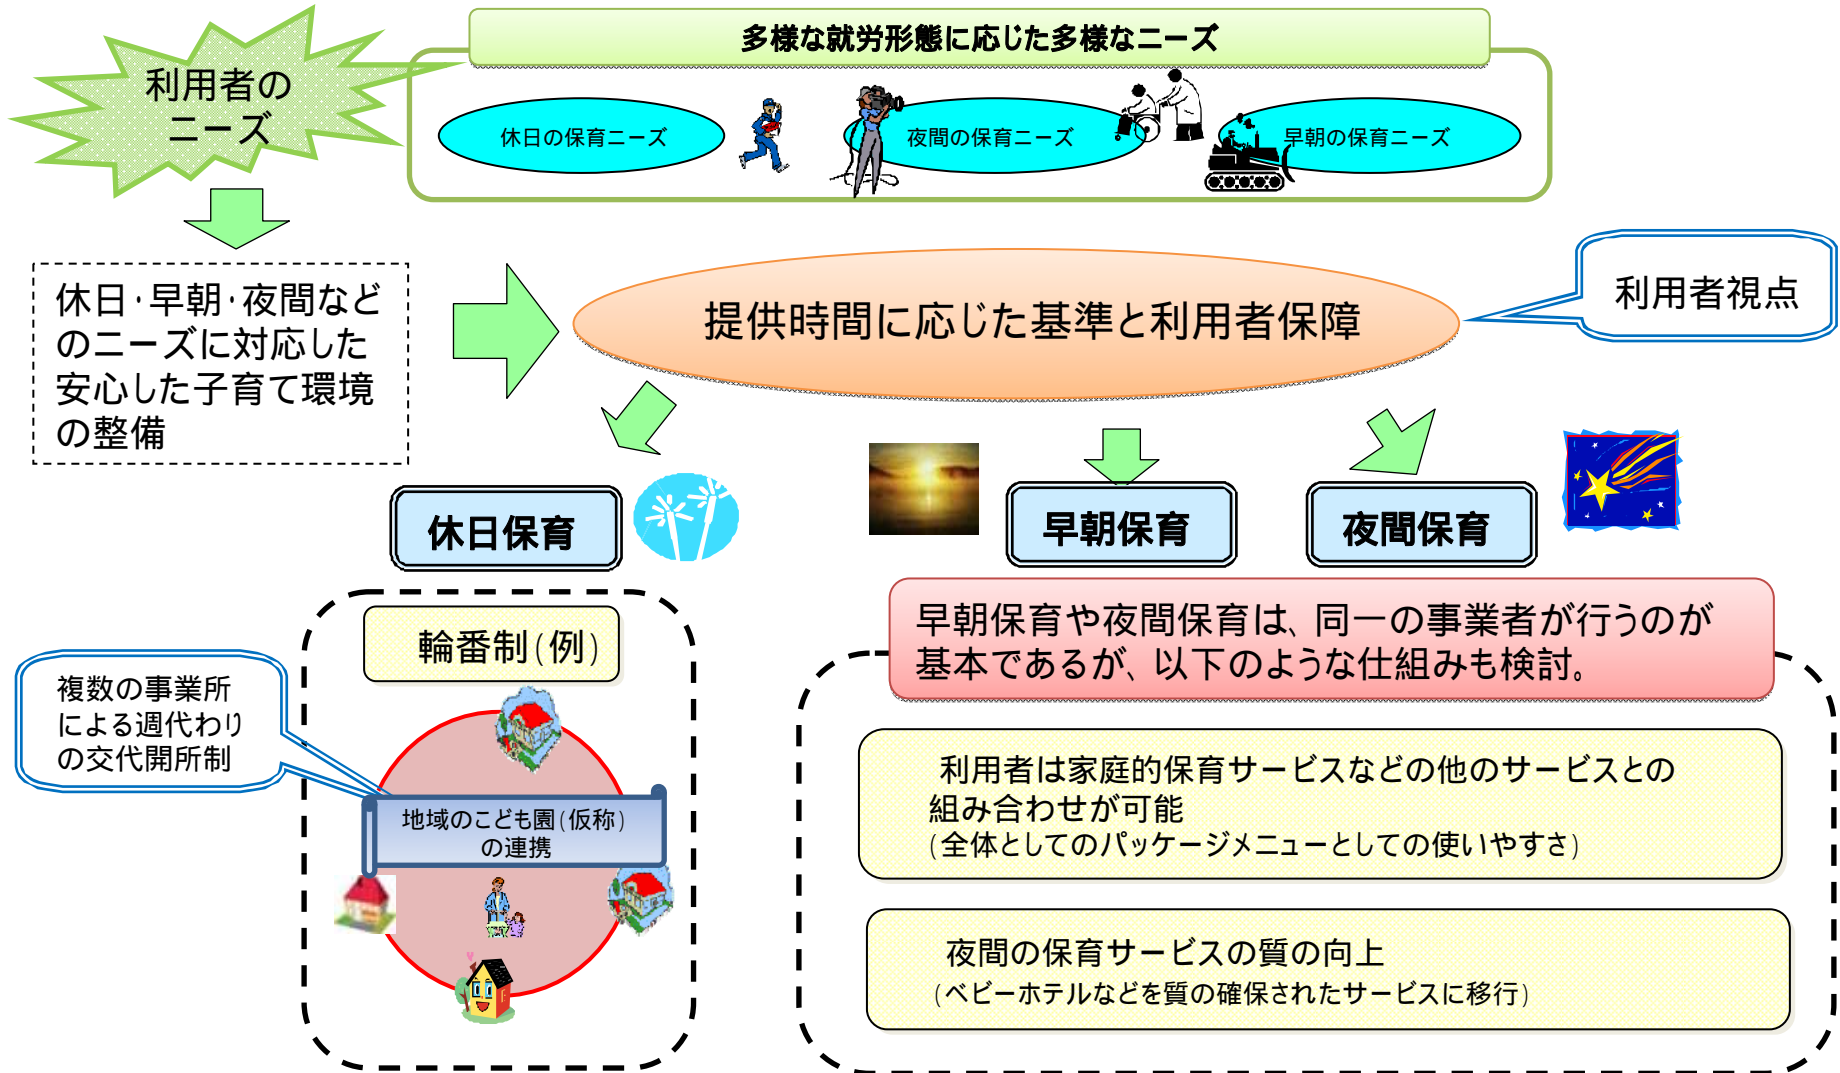 多様な就労形態に応じた多様なニーズ
利用者の
ニーズ
休日の保育ニーズ
夜間の保育ニーズ
早朝の保育ニーズ
休日・早朝・夜間など
のニーズに対応した
安心した子育て環境
の整備
提供時間に応じた基準と利用者保障
利用者視点
休日保育
早朝保育
夜間保育
輪番制(例)
複数の事業所
による週代わり
の交代開所制
地域のこども園(仮称)
の連携
早朝保育や夜間保育は、同一の事業者が行うのが
基本であるが、以下のような仕組みも検討。
利用者は家庭的保育サービスなどの他のサービスとの
組み合わせが可能
(全体としてのパッケージメニューとしての使いやすさ)
夜間の保育サービスの質の向上
(ベビーホテルなどを質の確保されたサービスに移行)